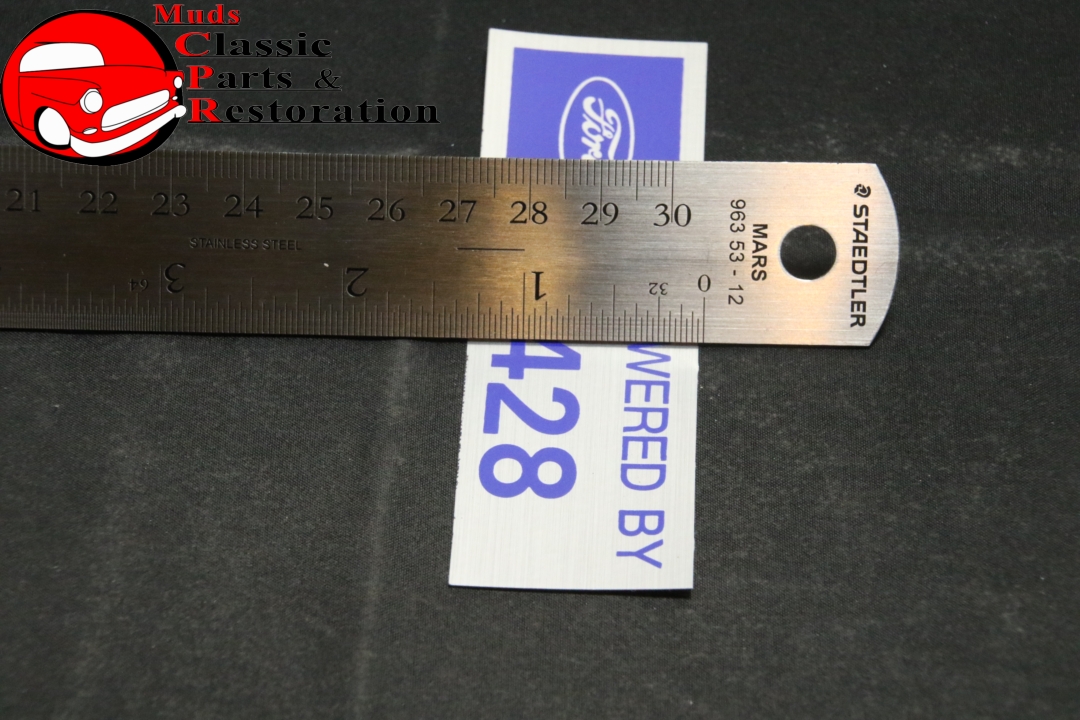 Muds
Classic
Parts &
Restoration
Ford
21 22 23 24 25 26 27 28 29 30
STAINLESS STEEL
64 3 2 1 32 0
MARS
963 53 - 12
STAEDTLER
WERED BY
428